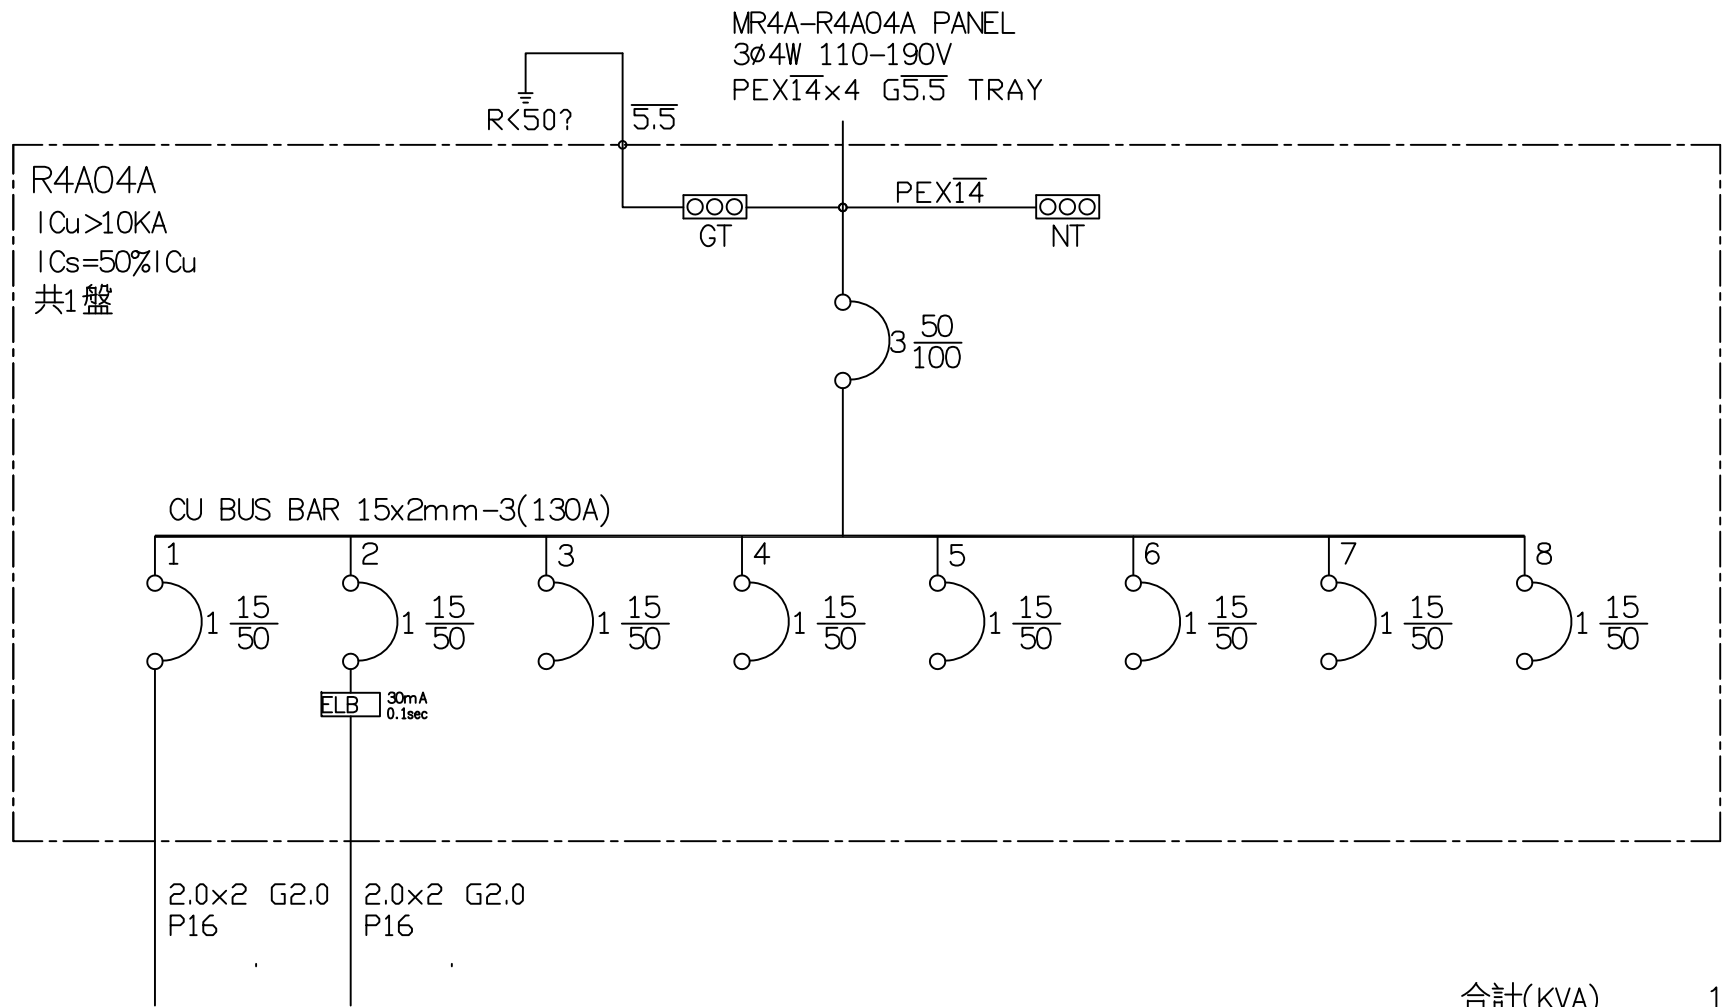 MR4A-R4A04A PANEL
3ø4W 110-190V
PEX14×4 G5.5 TRAY
R<50?
5.5
R4A04A
ICu>10KA
ICs=50%ICu
共1盤
PEX14
GT
NT
3 50/100
CU BUS BAR 15x2mm-3(130A)
1 2 3 4 5 6 7 8
1 15/50 1 15/50 1 15/50 1 15/50 1 15/50 1 15/50 1 15/50 1 15/50
ELB 30mA
0.1sec
2.0×2 G2.0 2.0×2 G2.0
P16 P16
合計(KVA) 1